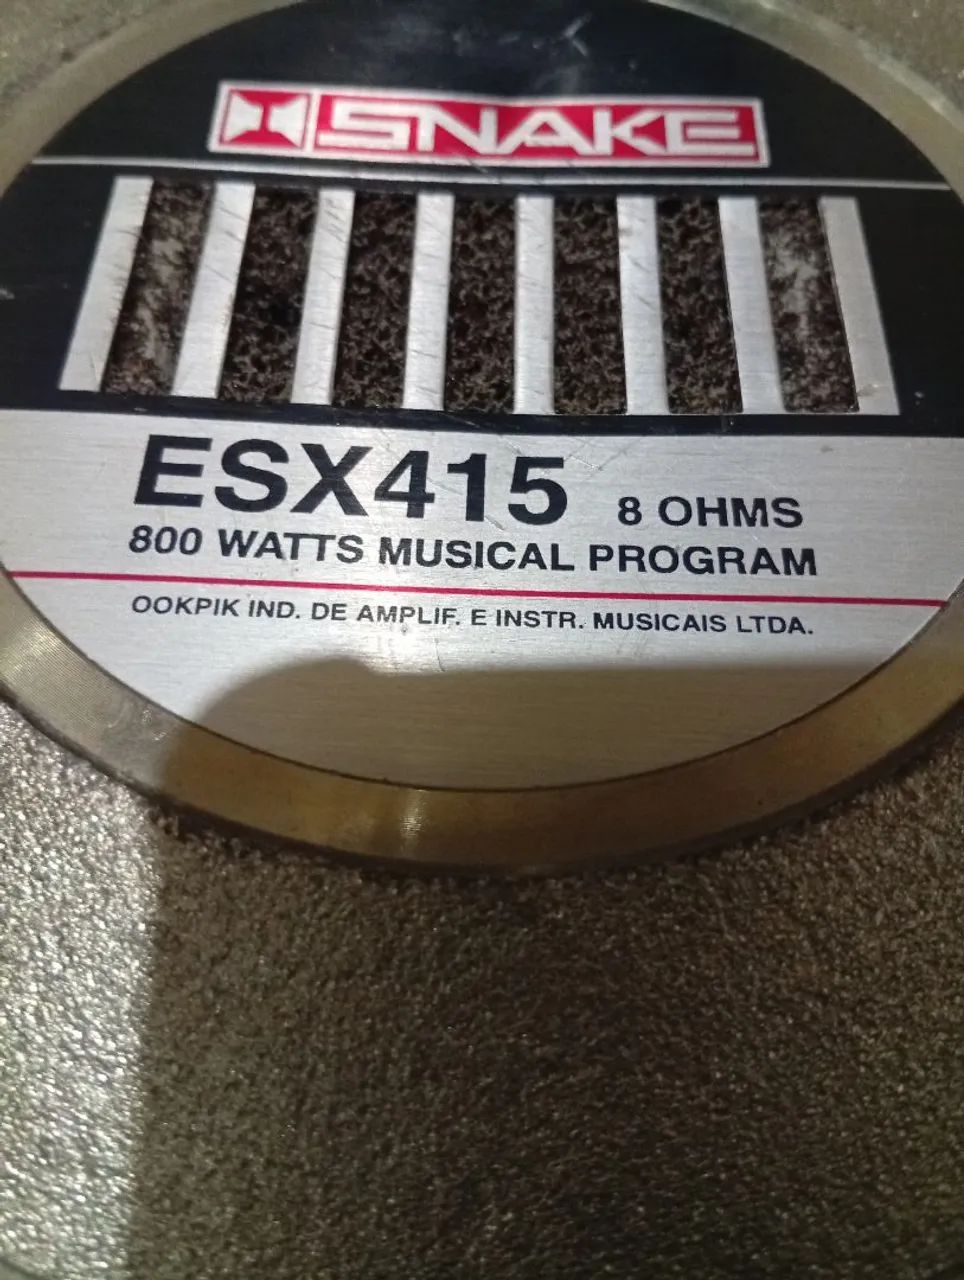 SNAKE
ESX415 8 OHMS
800 WATTS MUSICAL PROGRAM
OOKPIK IND. DE AMPLIF. E INSTR. MUSICAIS LTDA.